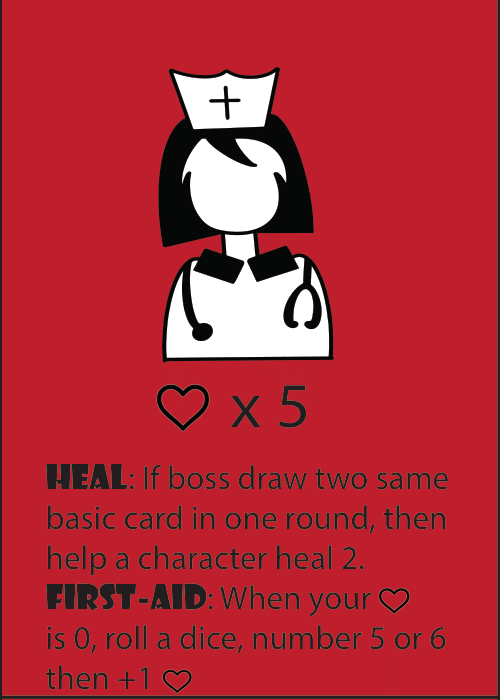 x 5
HEAL: If boss draw two same
basic card in one round, then
help a character heal 2.
FIRST-AID: When your ♡
is 0, roll a dice, number 5 or 6
then +1 ♡